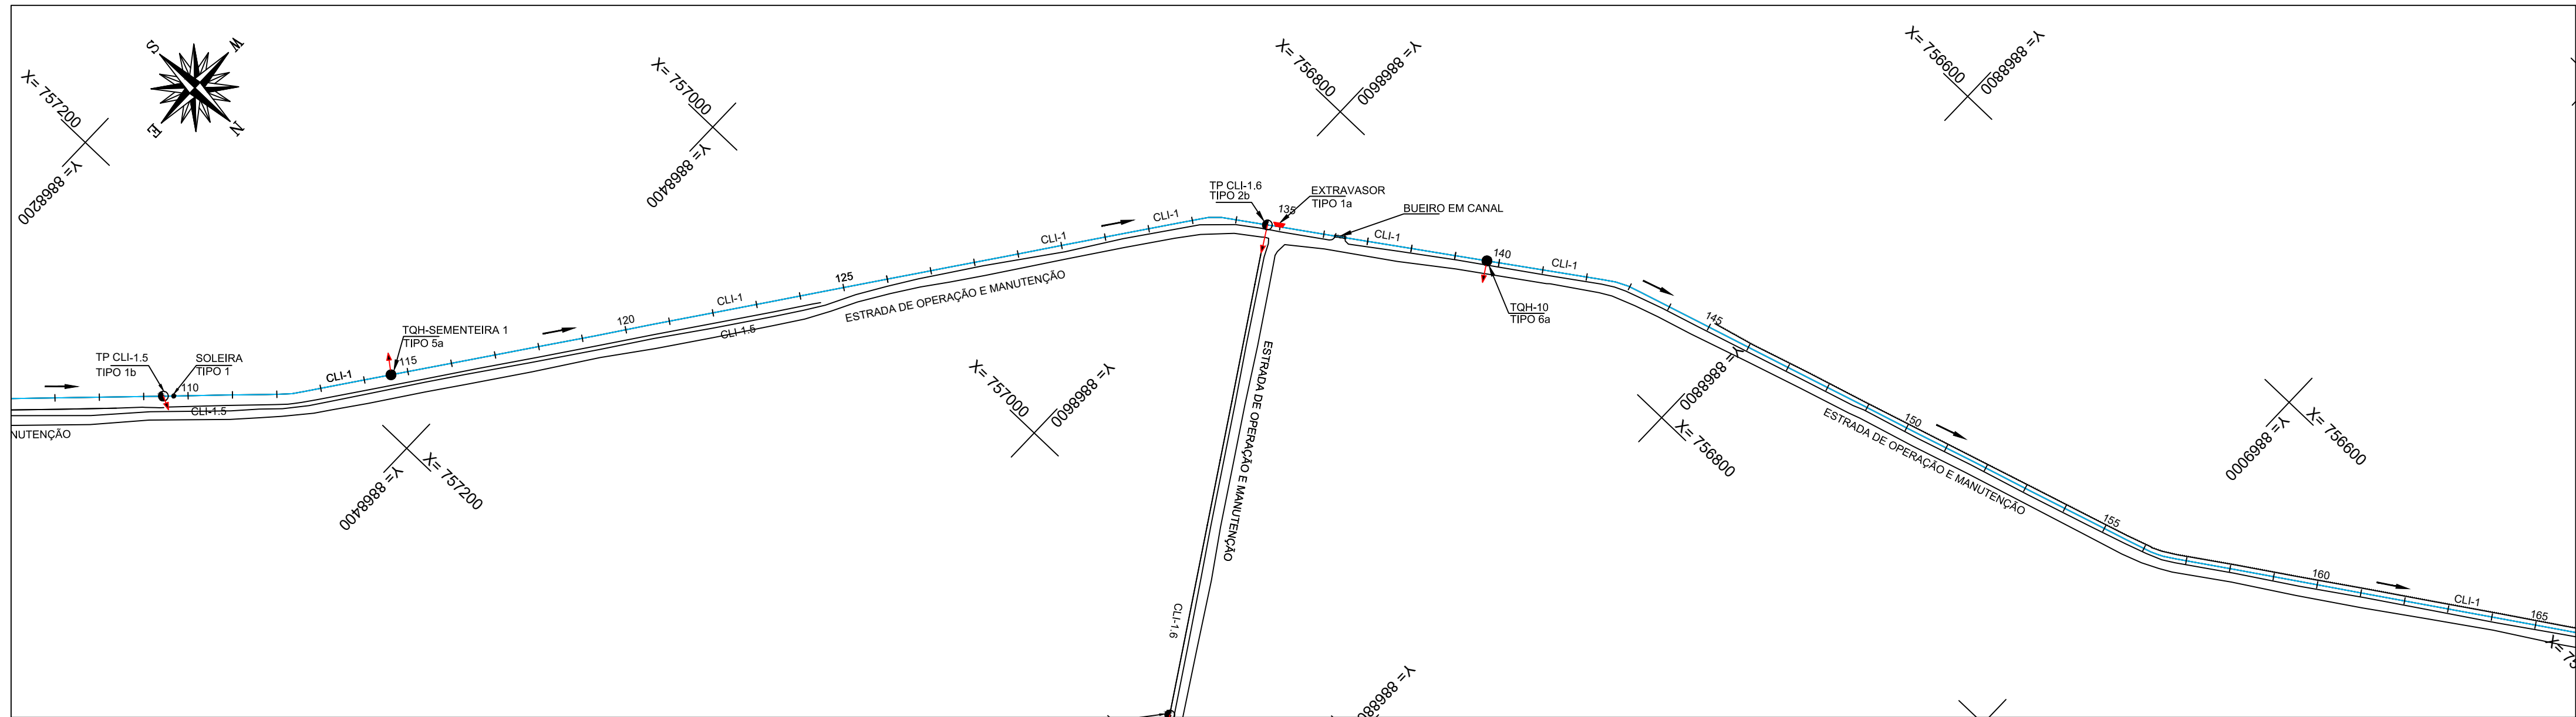 S
W
E
N
X= 757200
Y= 8868200
X= 757000
Y= 8868400
X= 756800
Y= 8868600
X= 756600
Y= 8868800
TP CLI-1.6
TIPO 2b
EXTRAVASOR
TIPO 1a
135
BUEIRO EM CANAL
CLI-1
CLI-1
CLI-1
140
CLI-1
TQH-10
TIPO 6a
125
CLI-1
ESTRADA DE OPERAÇÃO E MANUTENÇÃO
120
CLI-1.5
TQH-SEMENTEIRA 1
TIPO 5a
115
CLI-1
TP CLI-1.5
TIPO 1b
SOLEIRA
TIPO 1
110
CLI-1.5
NUTENÇÃO
X= 757200
Y= 8868400
X= 757000
Y= 8868600
ESTRADA DE OPERAÇÃO E MANUTENÇÃO
CLI-1.6
145
Y= 8868800
X= 756800
150
ESTRADA DE OPERAÇÃO E MANUTENÇÃO
155
X= 756600
Y= 8869000
160
CLI-1
165